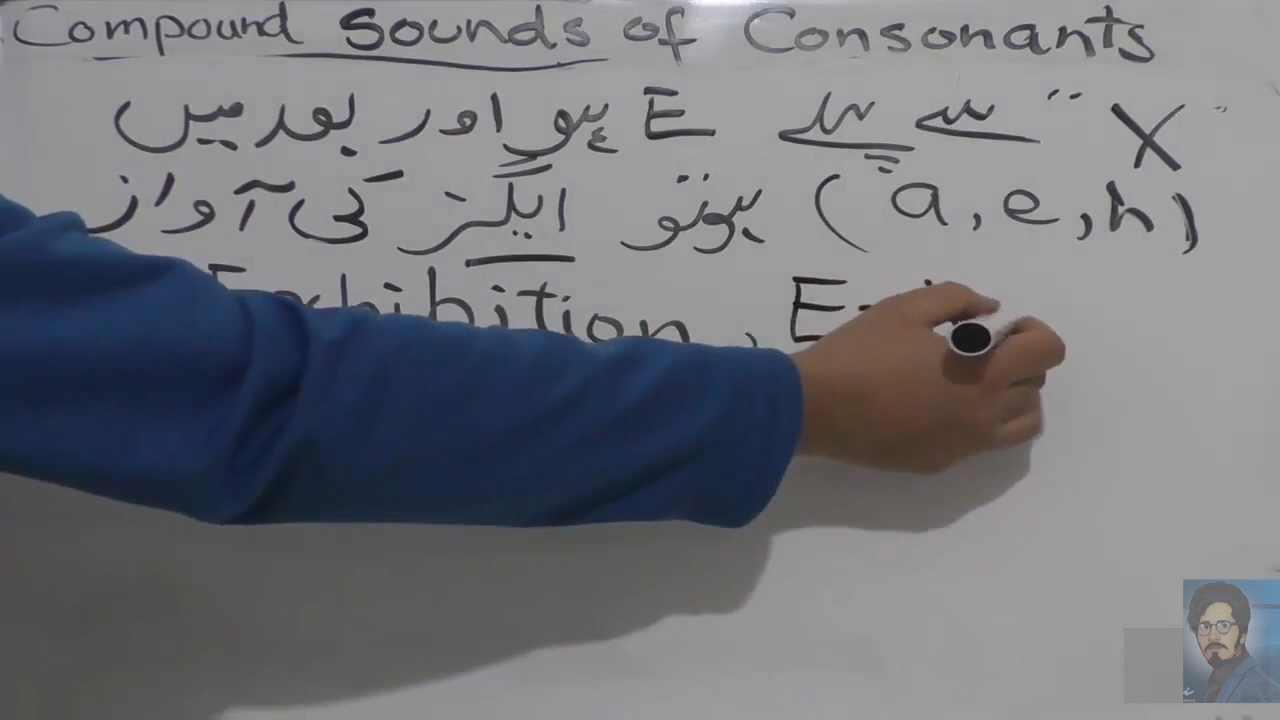 Compound Sounds of Consonants
"X" سے پہلے E ہو اور بعد میں
(a, e, h) ہو تو ایگز کی آواز
Exhibition,